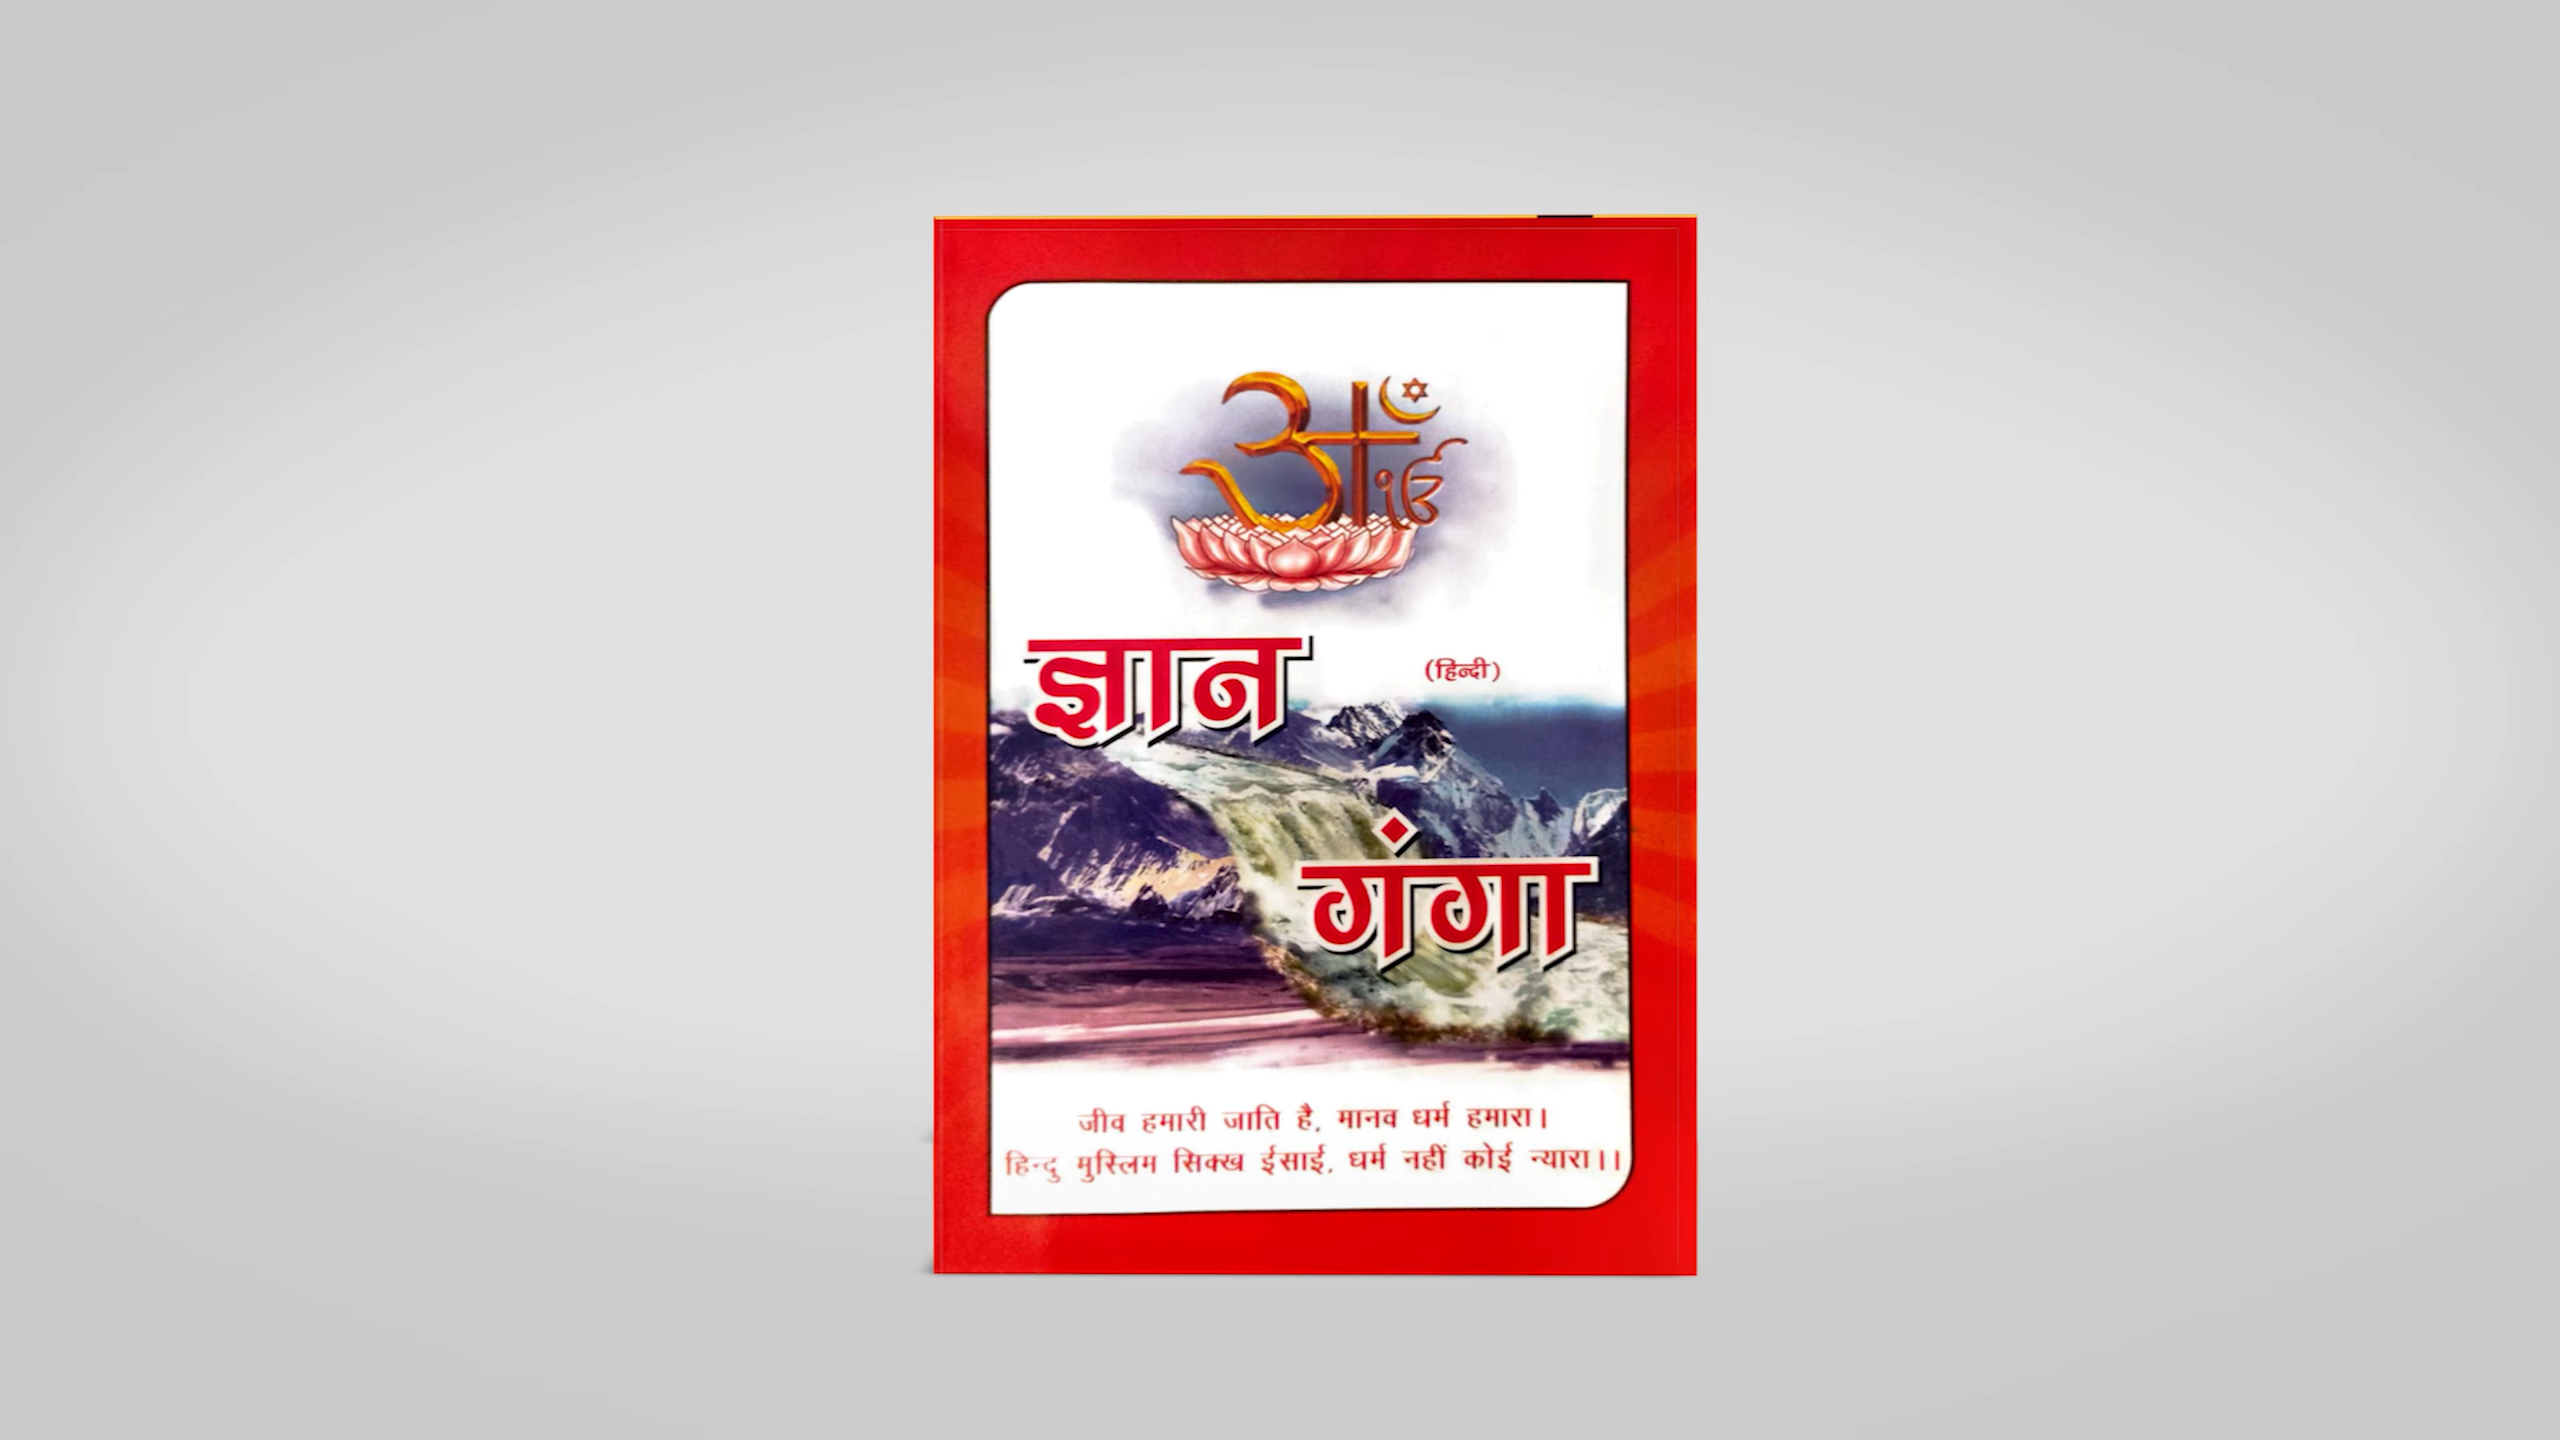 ज्ञान
(हिन्दी)
गंगा
जीव हमारी जाति है, मानव धर्म हमारा।
हिन्दु मुस्लिम सिक्ख ईसाई, धर्म नहीं कोई न्यारा।।